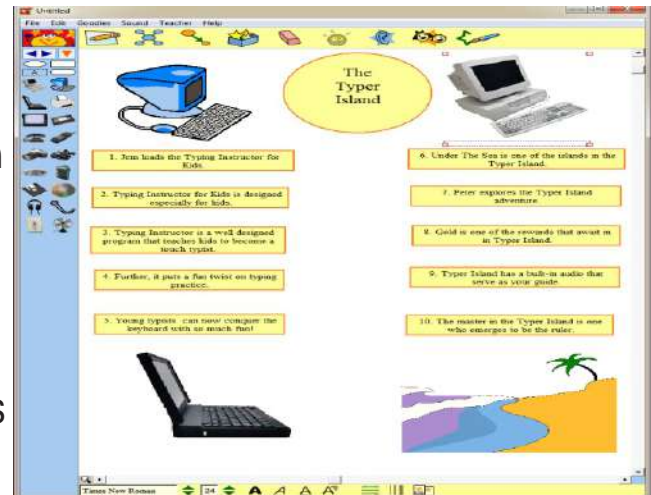 Untitled
File Edit Goodies Sound Teacher Help
The
Typer
Island
1. Jem leads the Typing Instructor for
Kids.
2. Typing Instructor for Kids is designed
especially for kids.
3. Typing Instructor is a well designed
program that teaches kids to become a
touch typist.
4. Further, it puts a fun twist on typing
practice.
5. Young typists can now conquer the
keyboard with so much fun!
6. Under The Sea is one of the islands in the
Typer Island.
7. Peter explores the Typer Island
adventure.
8. Gold is one of the rewards that await in
in Typer Island.
9. Typer Island has a built-in audio that
serve as your guide.
10. The master in the Typer Island is one
who emerges to be the ruler.
s
Times New Roman 24 A A A A